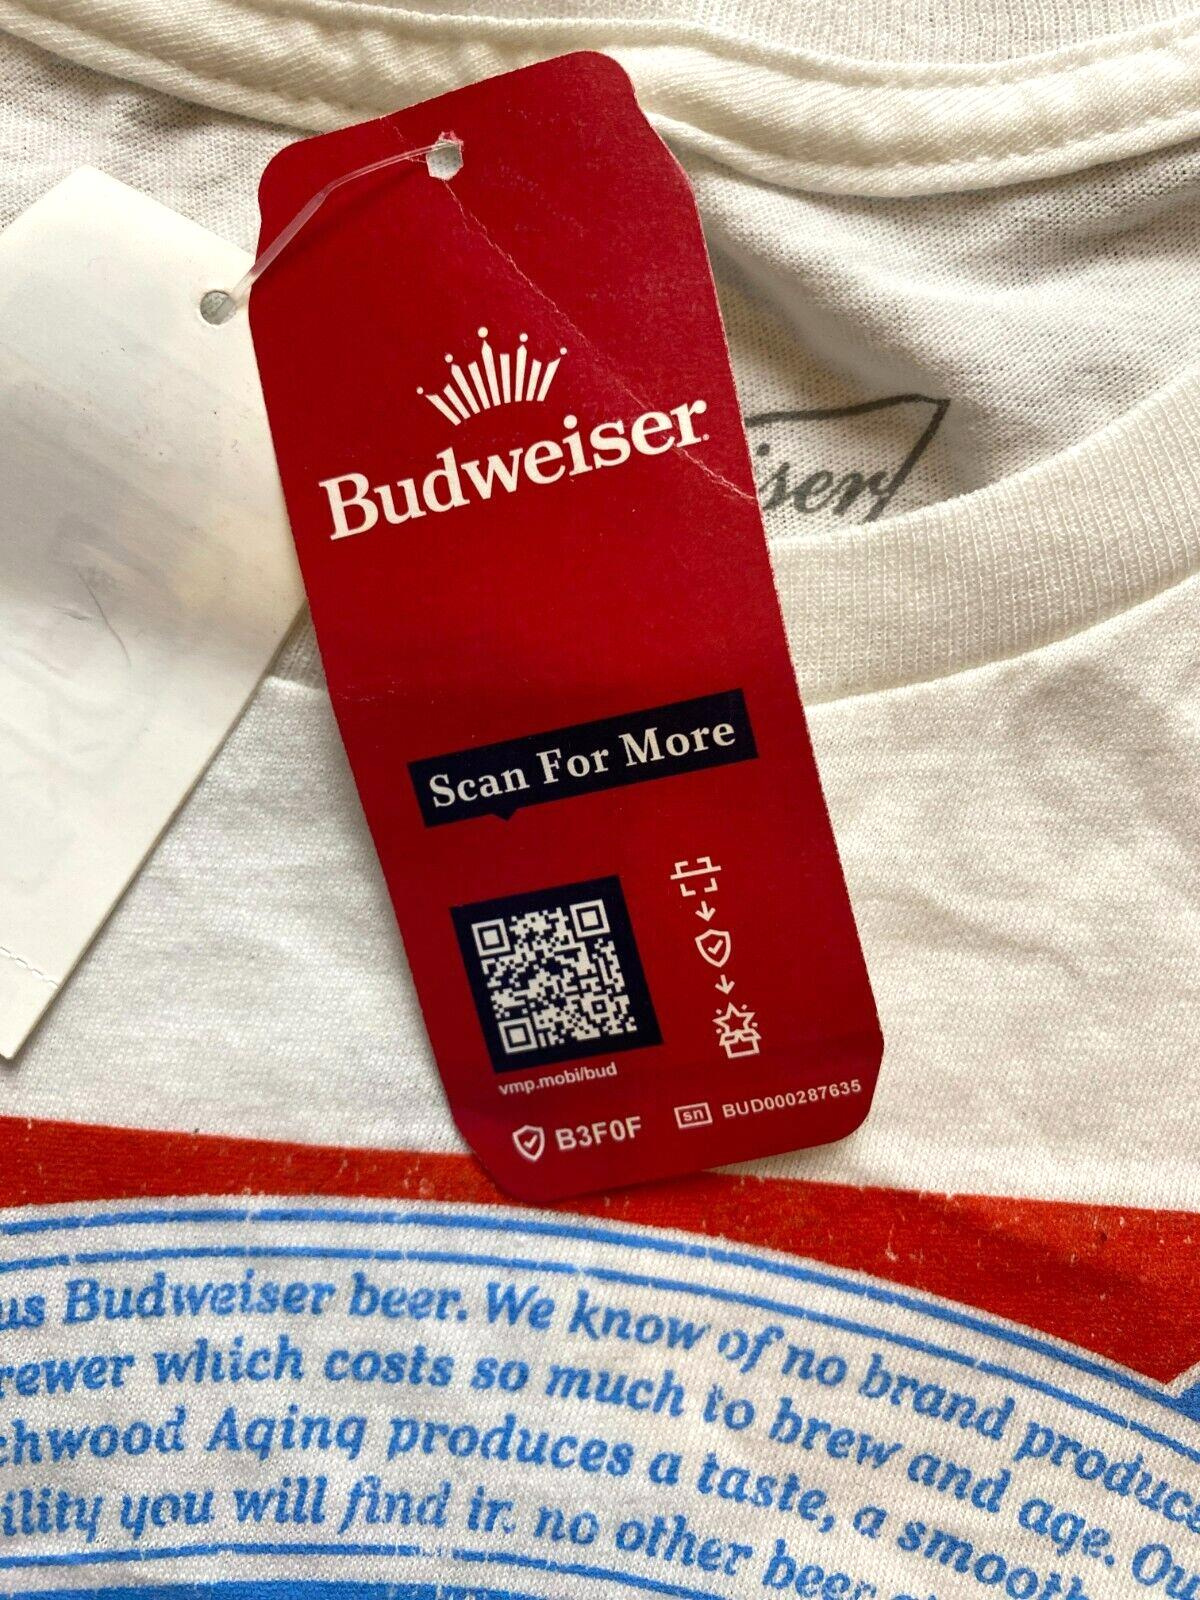 Budweiser
iser
Scan For More
vmp.mobi/bud
B3F0F
sn BUD000287635
us Budweiser beer. We know of no brand produce
rewer which costs so much to brew and age. Ou
chwood Aging produces a taste, a smooth
ility you will find in no other beer